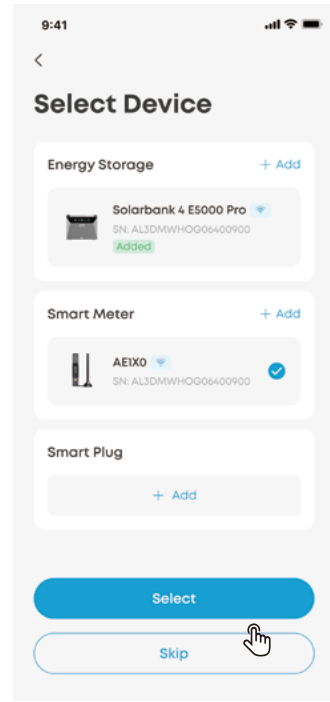 9:41
Select Device
Energy Storage + Add
Solarbank 4 E5000 Pro
SN: AL3DMWHOG06400900
Added
Smart Meter + Add
AE1X0
SN: AL3DMWHOG06400900
Smart Plug
+ Add
Select
Skip